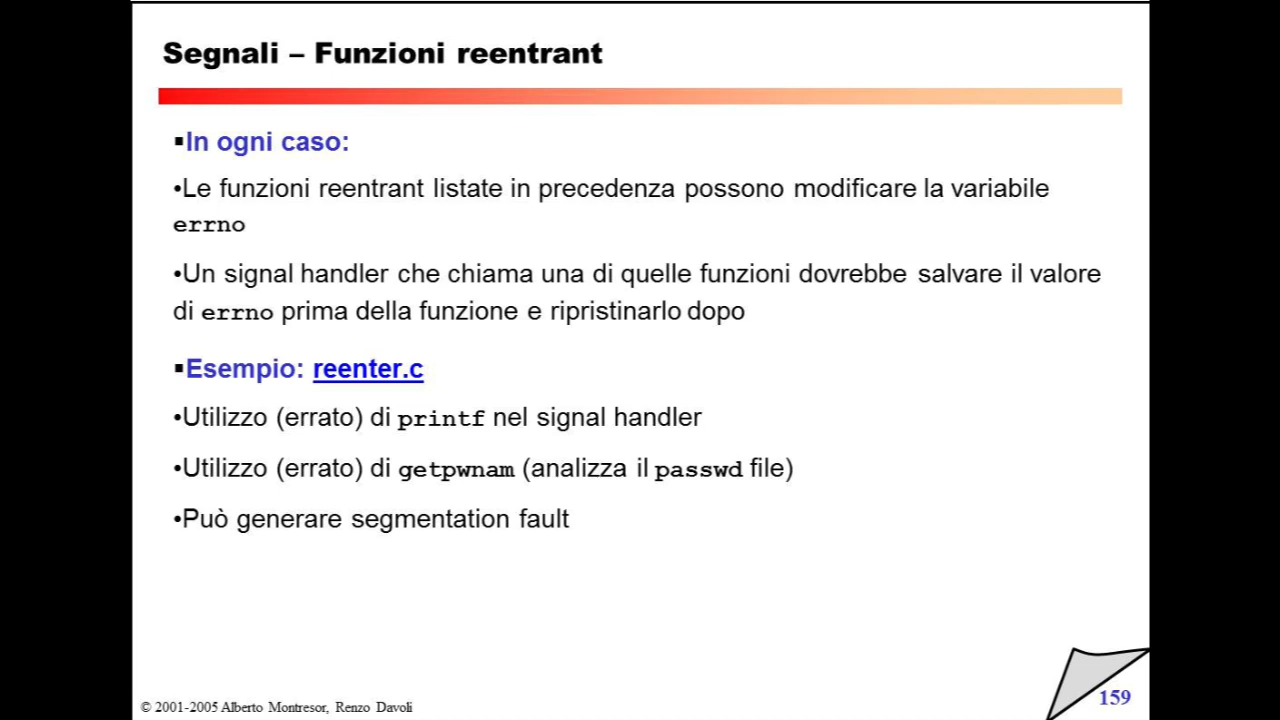 Segnali – Funzioni reentrant
▪In ogni caso:
•Le funzioni reentrant listate in precedenza possono modificare la variabile
errno
•Un signal handler che chiama una di quelle funzioni dovrebbe salvare il valore
di errno prima della funzione e ripristinarlo dopo
▪Esempio: reenter.c
•Utilizzo (errato) di printf nel signal handler
•Utilizzo (errato) di getpwnam (analizza il passwd file)
•Può generare segmentation fault
© 2001-2005 Alberto Montresor, Renzo Davoli
159